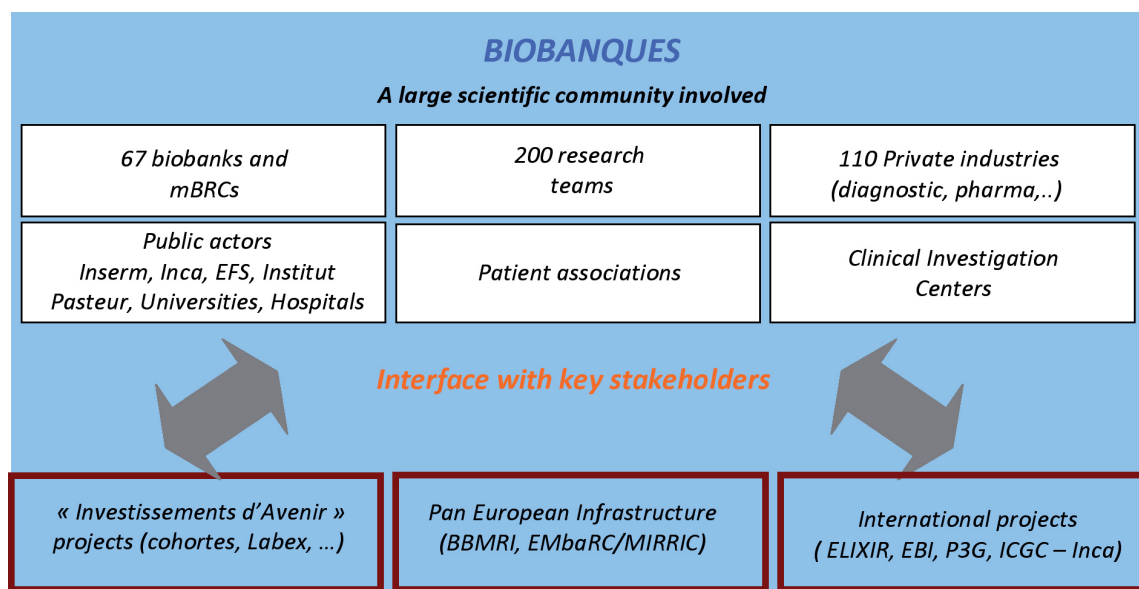 BIOBANQUES
A large scientific community involved
67 biobanks and
mBRCs
200 research
teams
110 Private industries
(diagnostic, pharma,..)
Public actors
Inserm, Inca, EFS, Institut
Pasteur, Universities, Hospitals
Patient associations
Clinical Investigation
Centers
Interface with key stakeholders
« Investissements d’Avenir »
projects (cohortes, Labex, …)
Pan European Infrastructure
(BBMRI, EMbaRC/MIRRIC)
International projects
( ELIXIR, EBI, P3G, ICGC – Inca)